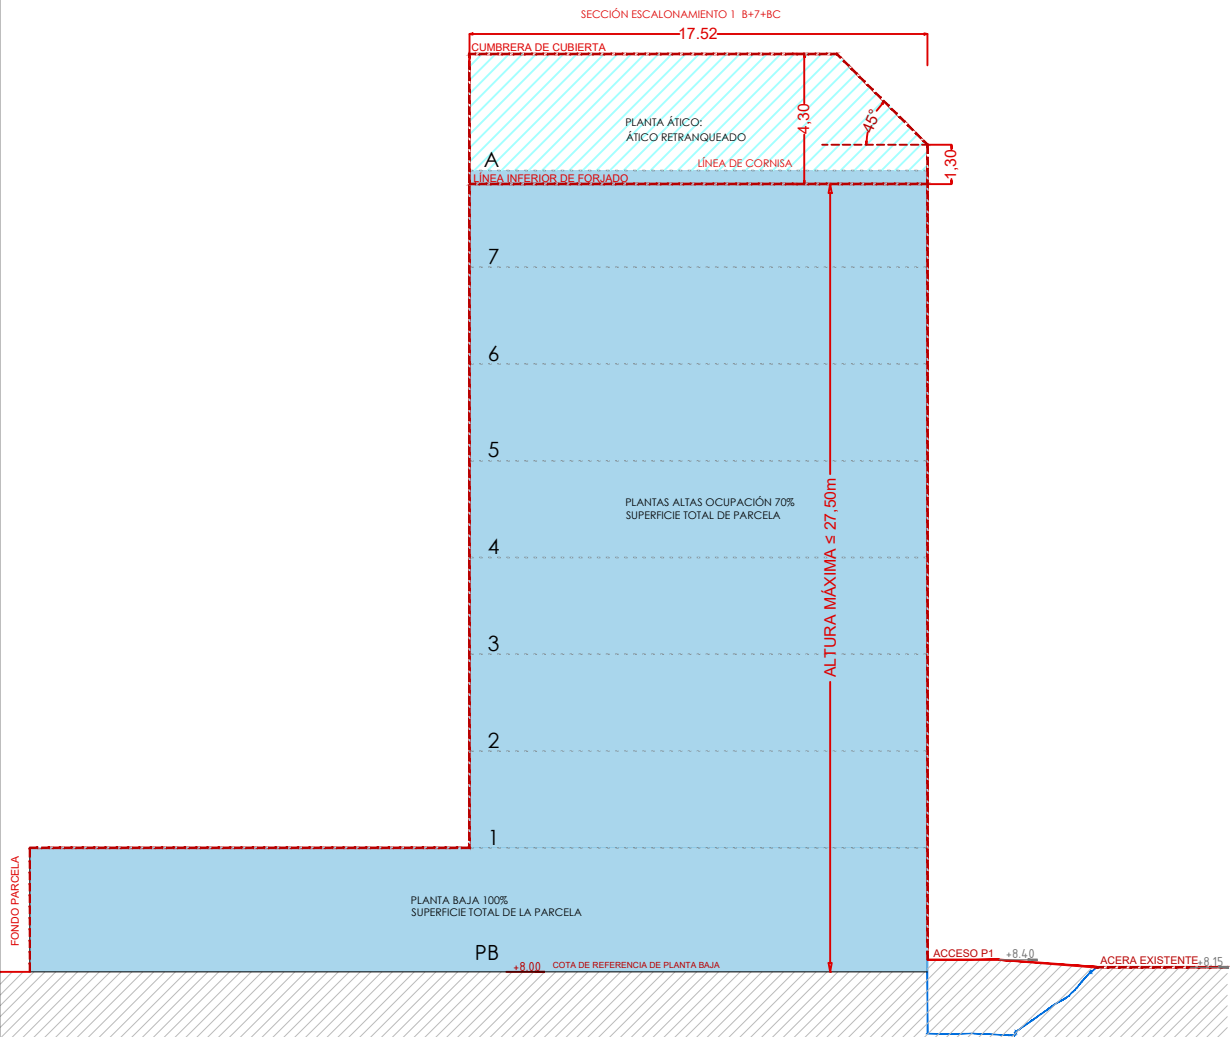 SECCIÓN ESCALONAMIENTO 1 B+7+BC
17.52
CUMBRERA DE CUBIERTA
4,30
45°
PLANTA ÁTICO:
ÁTICO RETRANQUEADO
1,30
A
LÍNEA DE CORNISA
LÍNEA INFERIOR DE FORJADO
7
6
5
PLANTAS ALTAS OCUPACIÓN 70%
SUPERFICIE TOTAL DE PARCELA
ALTURA MÁXIMA ≤ 27,50m
4
3
2
1
FONDO PARCELA
PLANTA BAJA 100%
SUPERFICIE TOTAL DE LA PARCELA
PB
+8.00 COTA DE REFERENCIA DE PLANTA BAJA
ACCESO P1 +8.40
ACERA EXISTENTE +8.15